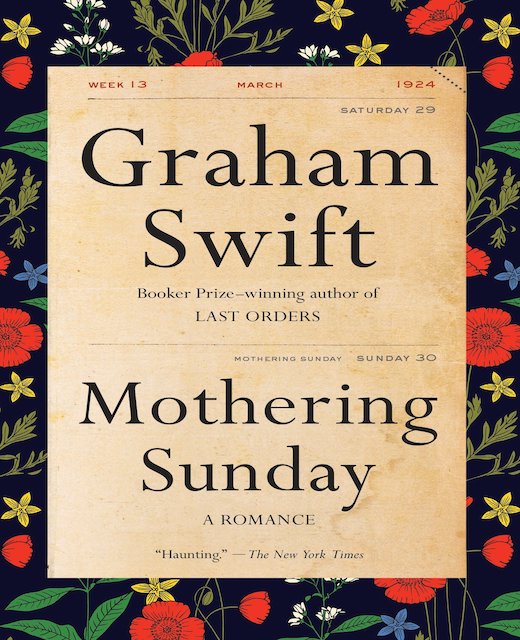 WEEK 13 MARCH 1924
SATURDAY 29
Graham
Swift
Booker Prize–winning author of
LAST ORDERS
MOTHERING SUNDAY SUNDAY 30
Mothering
Sunday
A ROMANCE
“Haunting.” —The New York Times